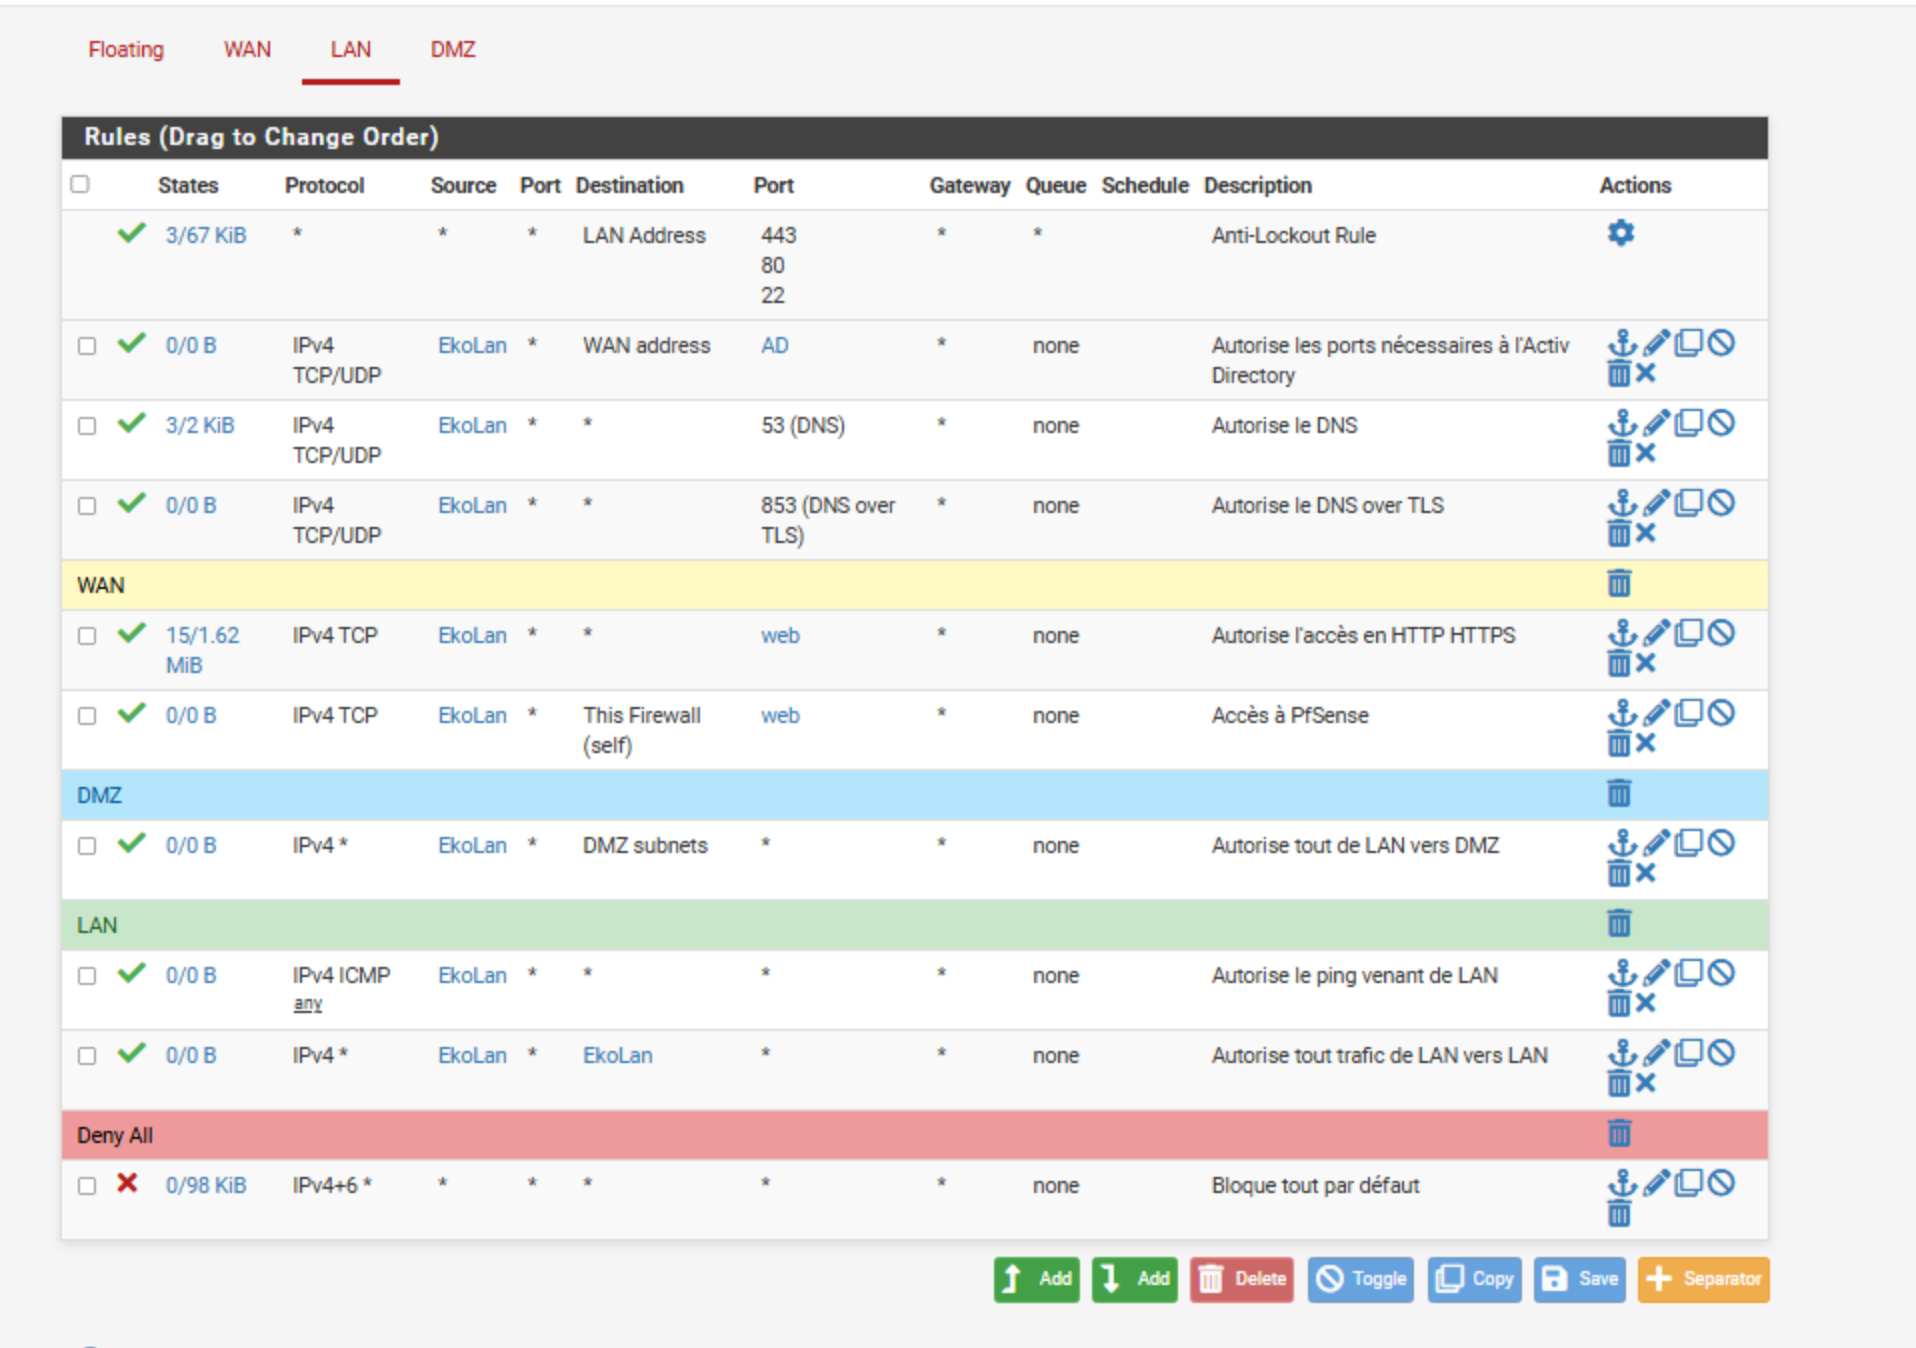 Floating WAN LAN DMZ
Rules (Drag to Change Order)
States Protocol Source Port Destination Port Gateway Queue Schedule Description Actions
3/67 KiB * * * LAN Address 443 * * Anti-Lockout Rule
80
22
0/0 B IPv4 EkoLan * WAN address AD * none Autorise les ports nécessaires à l'Activ
TCP/UDP Directory
3/2 KiB IPv4 EkoLan * * 53 (DNS) * none Autorise le DNS
TCP/UDP
0/0 B IPv4 EkoLan * * 853 (DNS over * none Autorise le DNS over TLS
TCP/UDP TLS)
WAN
15/1.62 IPv4 TCP EkoLan * * web * none Autorise l'accès en HTTP HTTPS
MiB
0/0 B IPv4 TCP EkoLan * This Firewall web * none Accès à PfSense
(self)
DMZ
0/0 B IPv4 * EkoLan * DMZ subnets * * none Autorise tout de LAN vers DMZ
LAN
0/0 B IPv4 ICMP EkoLan * * * * none Autorise le ping venant de LAN
any
0/0 B IPv4 * EkoLan * EkoLan * * none Autorise tout trafic de LAN vers LAN
Deny All
0/98 KiB IPv4+6 * * * * * * none Bloque tout par défaut
Add Add Delete Toggle Copy Save Separator